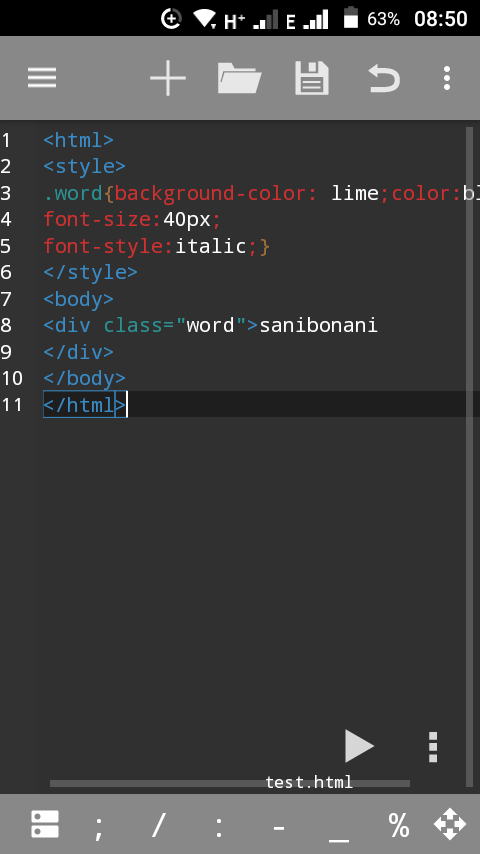 H+ E 63% 08:50
1 <html>
2 <style>
3 .word{background-color: lime;color:bl
4 font-size:40px;
5 font-style:italic;}
6 </style>
7 <body>
8 <div class="word">sanibonani
9 </div>
10 </body>
11 </html>
test.html
; / : - _ %